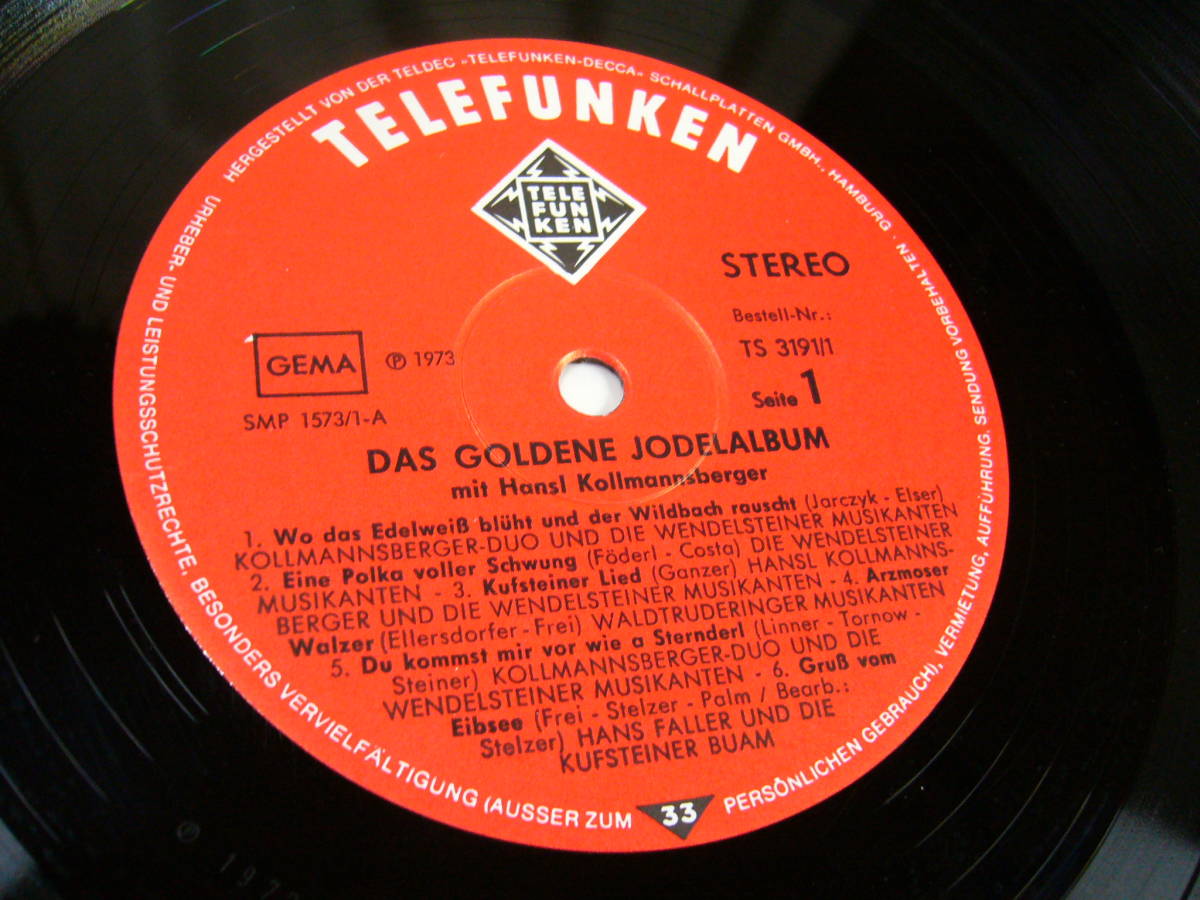 HERGESTELLT VON DER TELDEC »TELEFUNKEN-DECCA« SCHALLPLATTEN GMBH., HAMBURG · URHEBER- UND LEISTUNGSSCHUTZRECHTE, BESONDERS VERVIELFÄLTIGUNG (AUSSER ZUM PERSÖNLICHEN GEBRAUCH), VERMIETUNG, AUFFÜHRUNG, SENDUNG VORBEHALTEN
TELEFUNKEN
TELE
FUN
KEN
STEREO
Bestell-Nr.:
TS 3191/1
Seite 1
GEMA
℗ 1973
SMP 1573/1-A
DAS GOLDENE JODELALBUM
mit Hansl Kollmannsberger
1. Wo das Edelweiß blüht und der Wildbach rauscht (Jarczyk - Elser)
KOLLMANNSBERGER-DUO UND DIE WENDELSTEINER MUSIKANTEN
2. Eine Polka voller Schwung (Föderl - Costa) DIE WENDELSTEINER
MUSIKANTEN - 3. Kufsteiner Lied (Ganzer) HANSL KOLLMANNS-
BERGER UND DIE WENDELSTEINER MUSIKANTEN - 4. Arzmoser
Walzer (Ellersdorfer - Frei) WALDTRUDERINGER MUSIKANTEN
5. Du kommst mir vor wie a Sternderl (Linner - Tornow -
Steiner) KOLLMANNSBERGER-DUO UND DIE
WENDELSTEINER MUSIKANTEN - 6. Gruß vom
Eibsee (Frei - Stelzer - Palm / Bearb.:
Stelzer) HANS FALLER UND DIE
KUFSTEINER BUAM
33